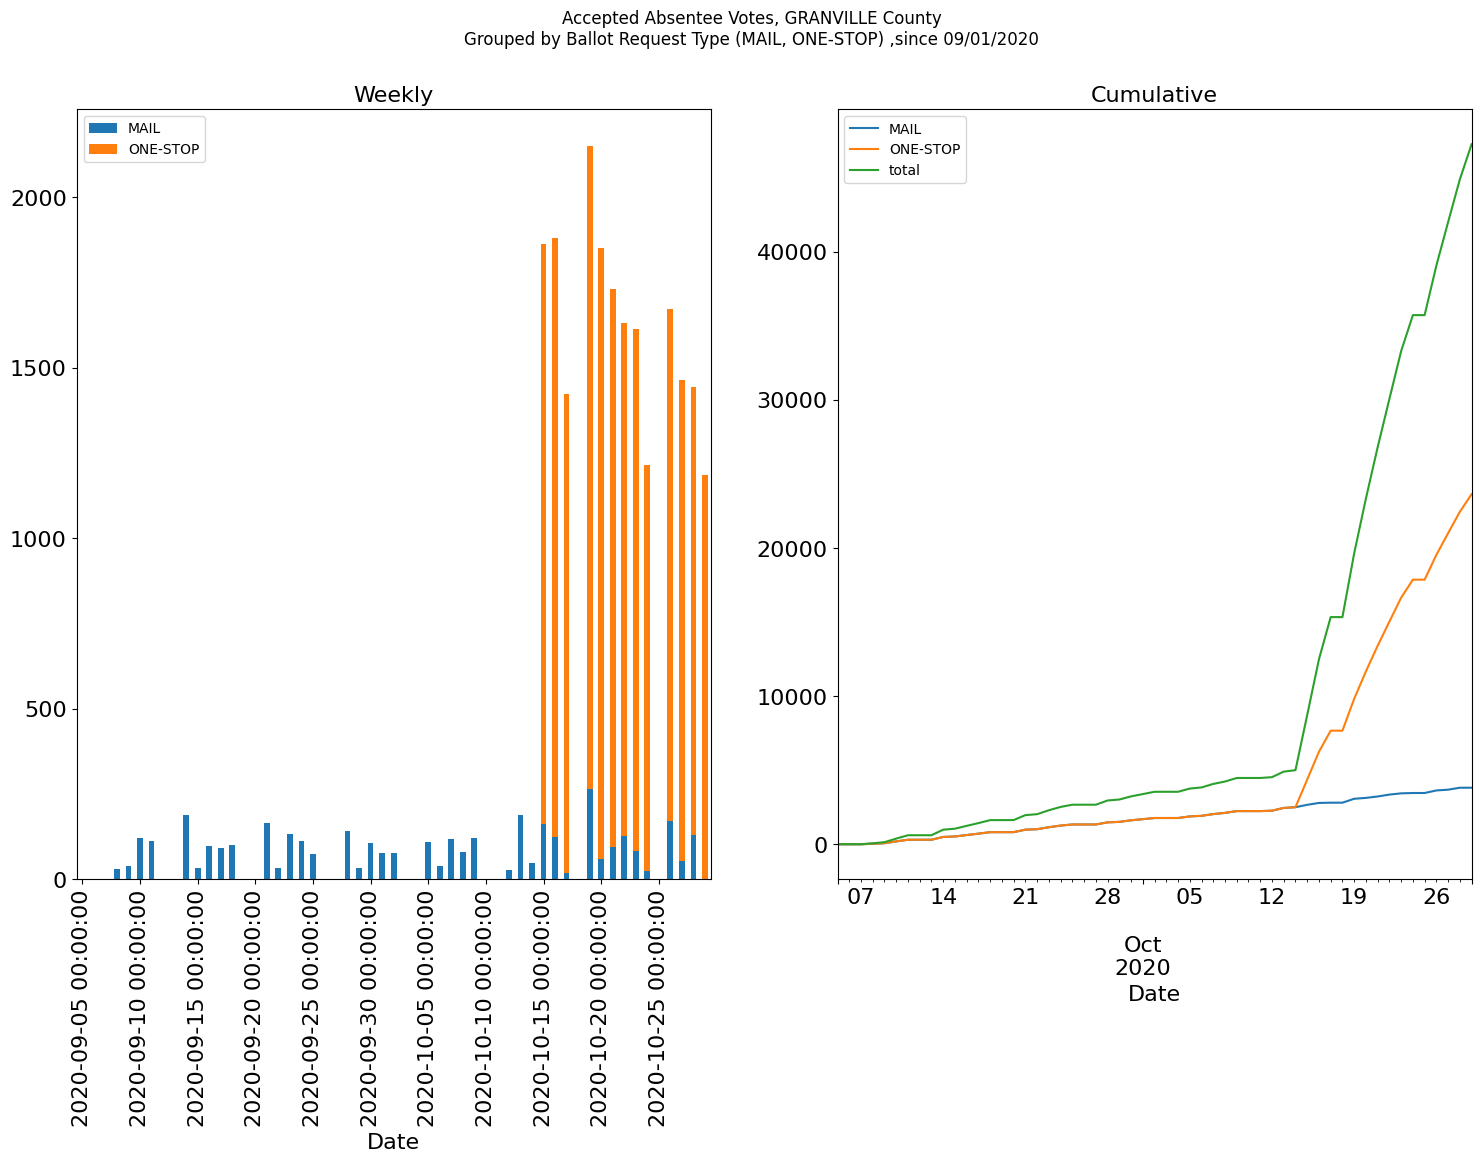 Accepted Absentee Votes, GRANVILLE County
Grouped by Ballot Request Type (MAIL, ONE-STOP) ,since 09/01/2020
Weekly
MAIL
ONE-STOP
2000
1500
1000
500
0
2020-09-05 00:00:00
2020-09-10 00:00:00
2020-09-15 00:00:00
2020-09-20 00:00:00
2020-09-25 00:00:00
2020-09-30 00:00:00
2020-10-05 00:00:00
2020-10-10 00:00:00
2020-10-15 00:00:00
2020-10-20 00:00:00
2020-10-25 00:00:00
Date
Cumulative
MAIL
ONE-STOP
total
40000
30000
20000
10000
0
07 14 21 28 05 12 19 26
Oct
2020
Date